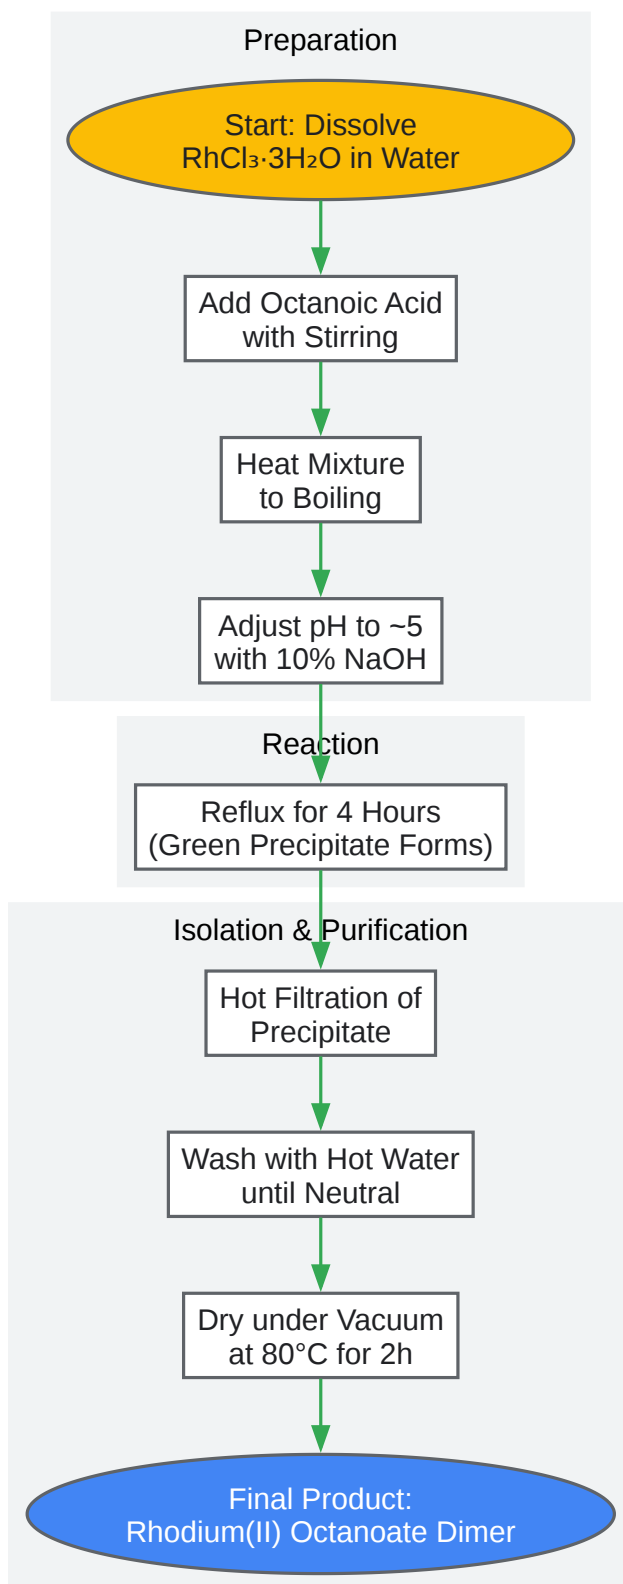 Preparation
Start: Dissolve
RhCl₃·3H₂O in Water
Add Octanoic Acid
with Stirring
Heat Mixture
to Boiling
Adjust pH to ~5
with 10% NaOH
Reaction
Reflux for 4 Hours
(Green Precipitate Forms)
Isolation & Purification
Hot Filtration of
Precipitate
Wash with Hot Water
until Neutral
Dry under Vacuum
at 80°C for 2h
Final Product:
Rhodium(II) Octanoate Dimer